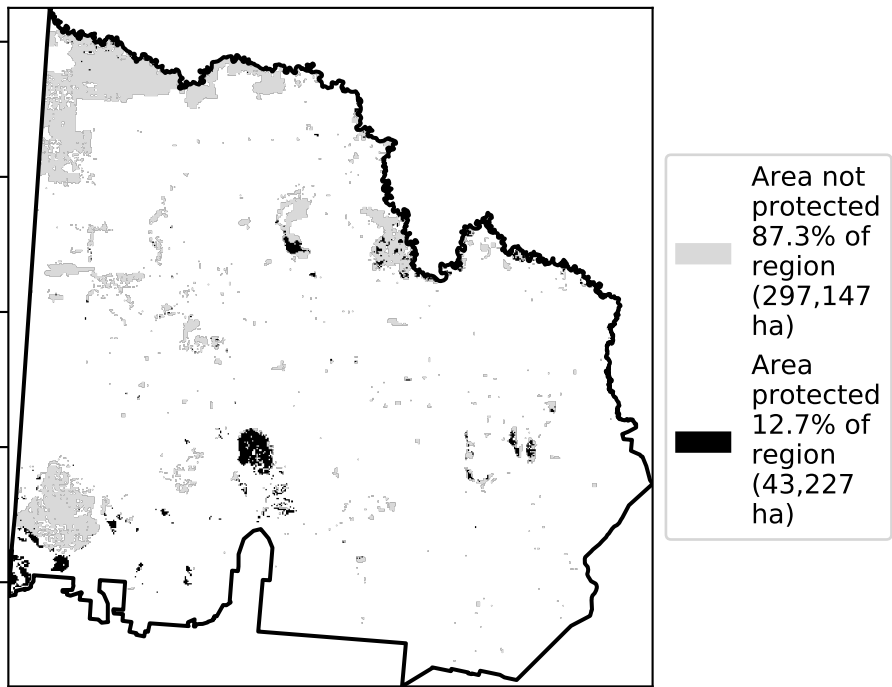 Area not
protected
87.3% of
region
(297,147
ha)
Area
protected
12.7% of
region
(43,227
ha)